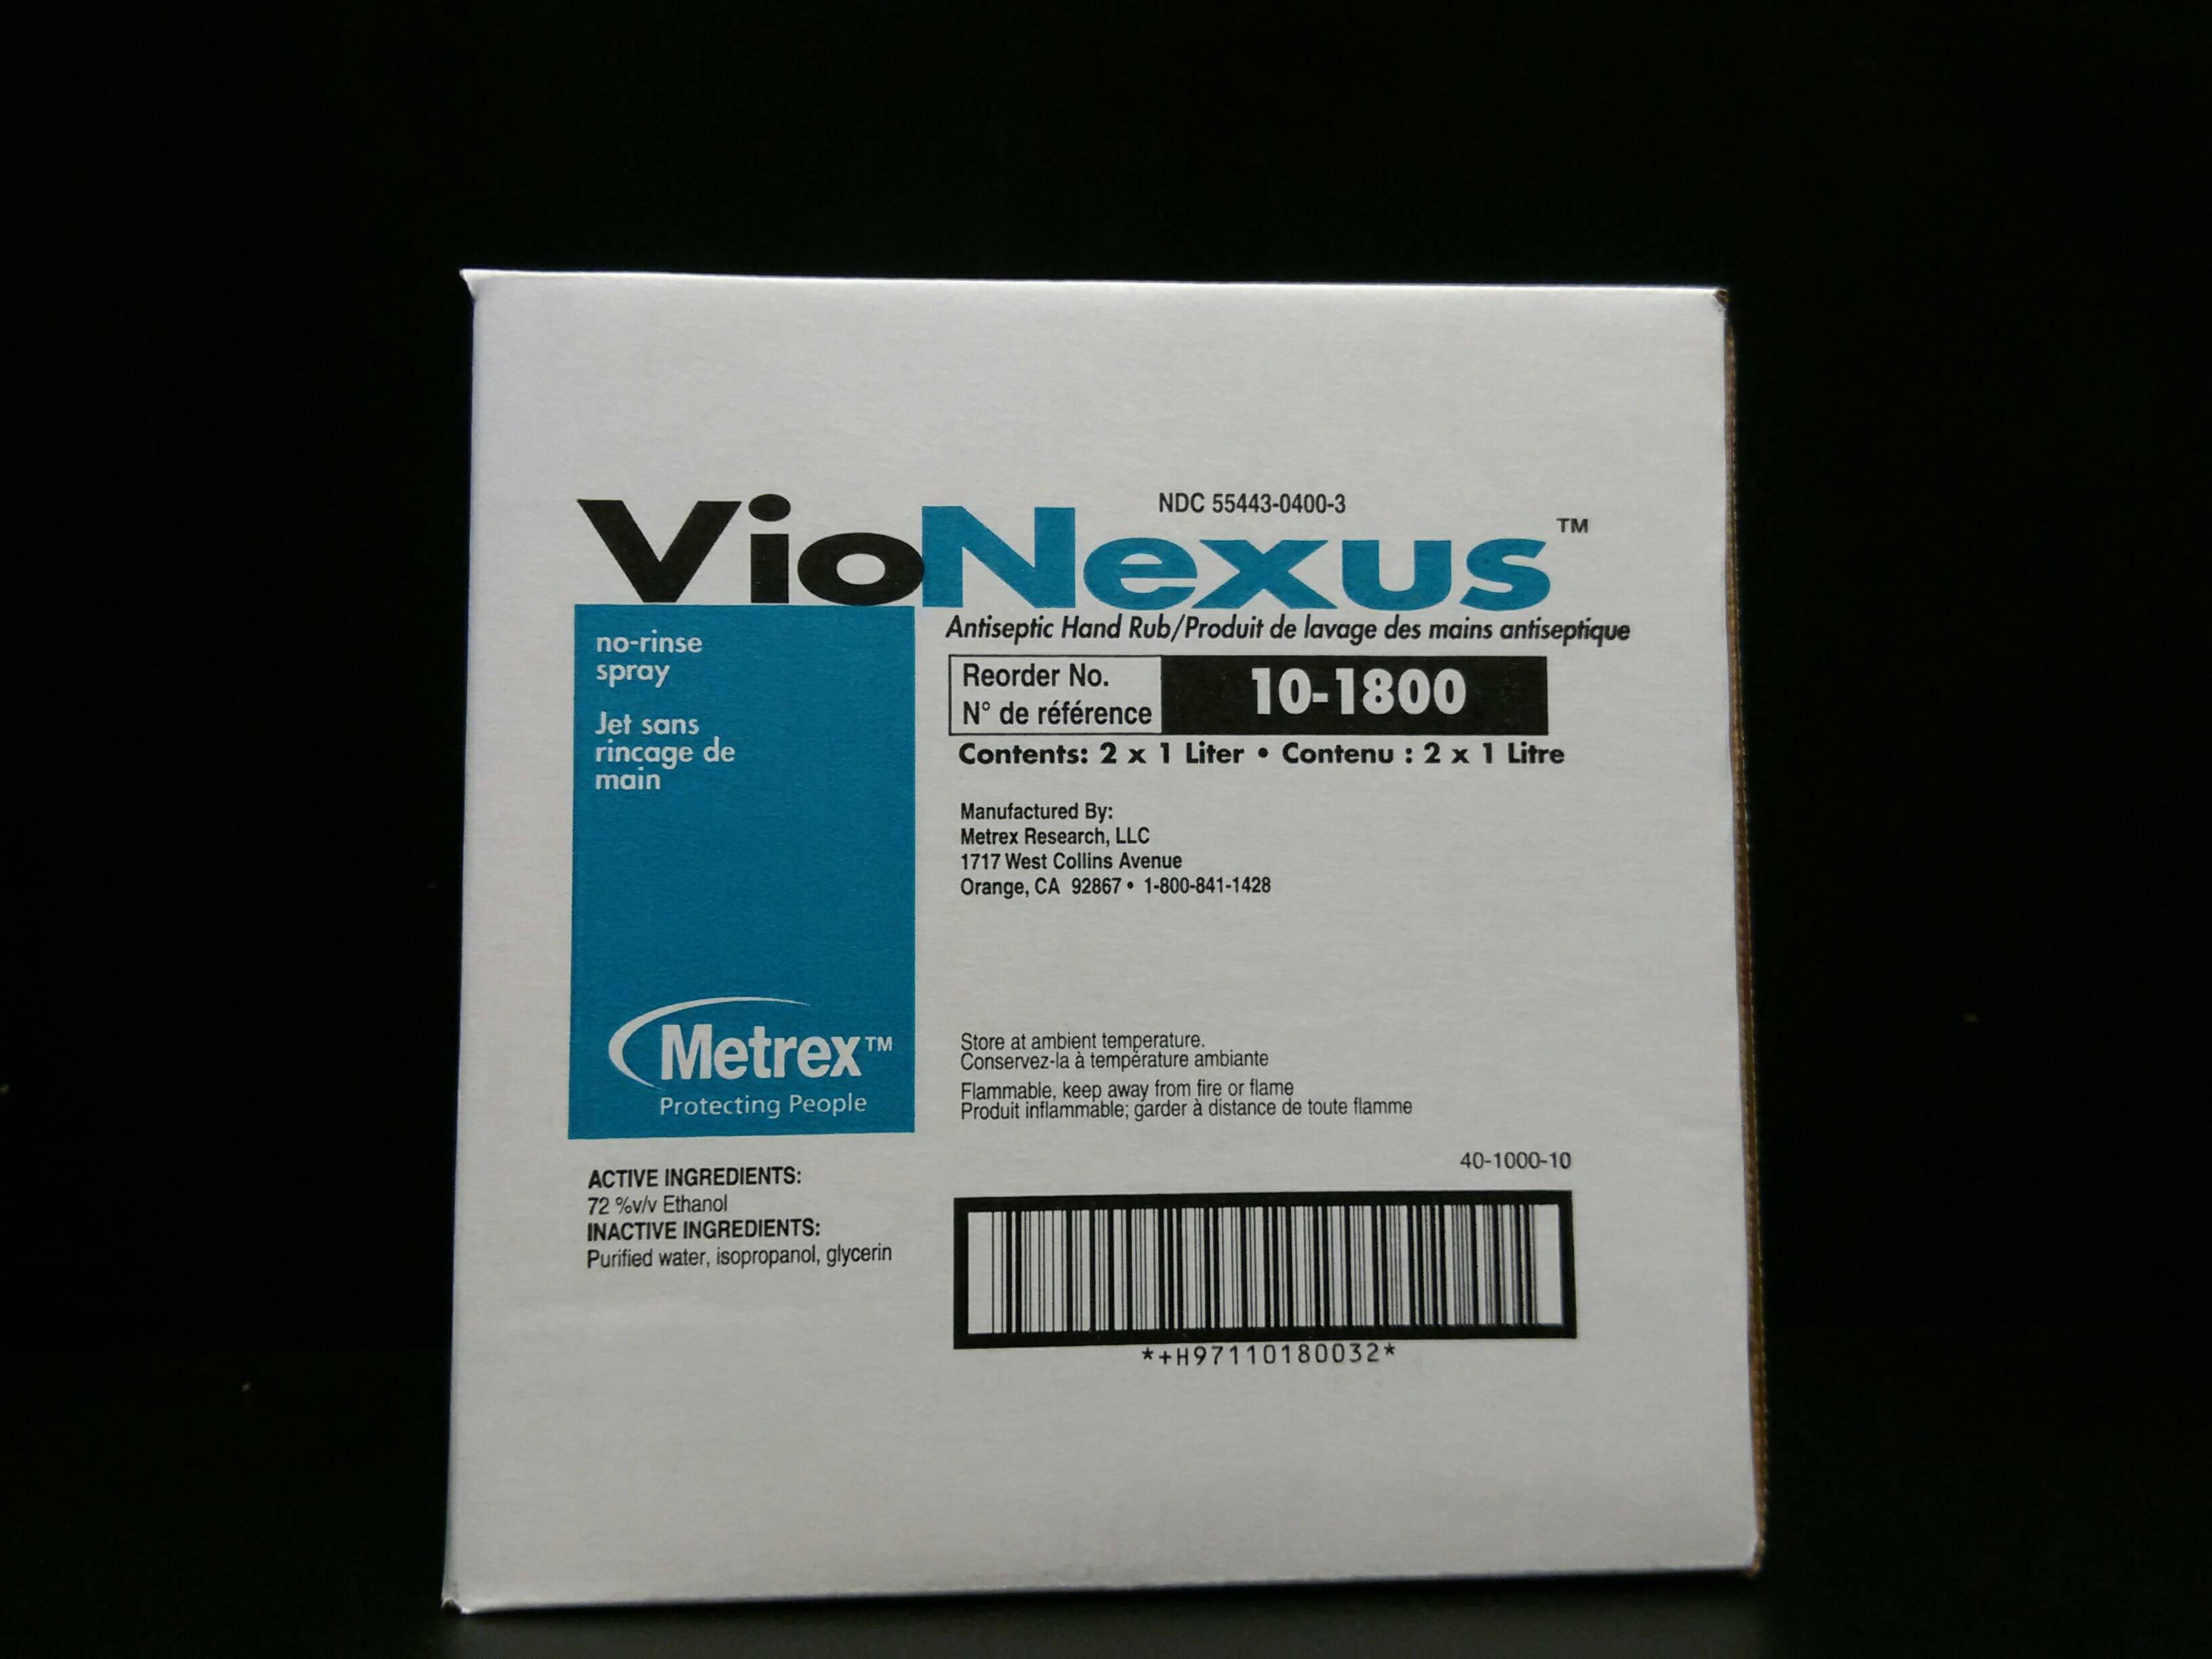 NDC 55443-0400-3
VioNexus™
Antiseptic Hand Rub/Produit de lavage des mains antiseptique
no-rinse
spray
Jet sans
rincage de
main
Reorder No.
N° de référence
10-1800
Contents: 2 x 1 Liter • Contenu : 2 x 1 Litre
Manufactured By:
Metrex Research, LLC
1717 West Collins Avenue
Orange, CA 92867 • 1-800-841-1428
Metrex™
Protecting People
Store at ambient temperature.
Conservez-la à température ambiante
Flammable, keep away from fire or flame
Produit inflammable; garder à distance de toute flamme
ACTIVE INGREDIENTS:
72 %v/v Ethanol
INACTIVE INGREDIENTS:
Purified water, isopropanol, glycerin
40-1000-10
*+H97110180032*